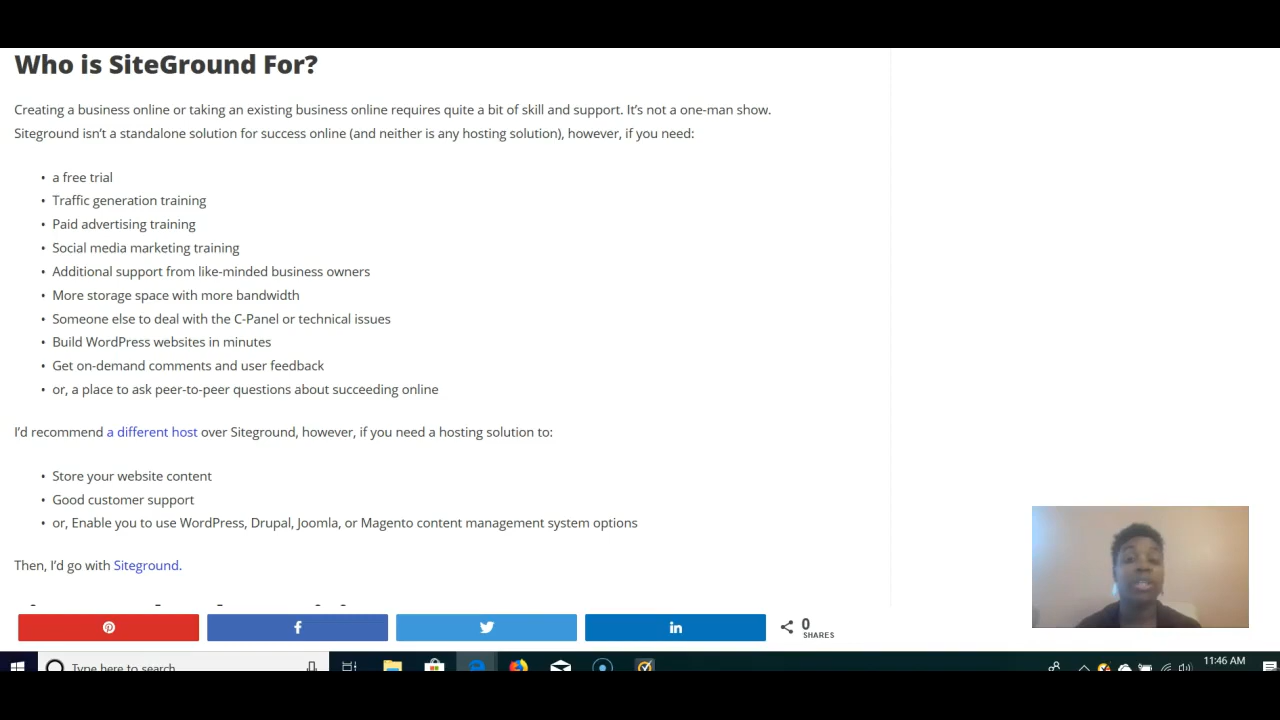 Who is SiteGround For?
Creating a business online or taking an existing business online requires quite a bit of skill and support. It’s not a one-man show.
Siteground isn’t a standalone solution for success online (and neither is any hosting solution), however, if you need:
• a free trial
• Traffic generation training
• Paid advertising training
• Social media marketing training
• Additional support from like-minded business owners
• More storage space with more bandwidth
• Someone else to deal with the C-Panel or technical issues
• Build WordPress websites in minutes
• Get on-demand comments and user feedback
• or, a place to ask peer-to-peer questions about succeeding online
I’d recommend a different host over Siteground, however, if you need a hosting solution to:
• Store your website content
• Good customer support
• or, Enable you to use WordPress, Drupal, Joomla, or Magento content management system options
Then, I’d go with Siteground.
0
SHARES
Type here to search
11:46 AM